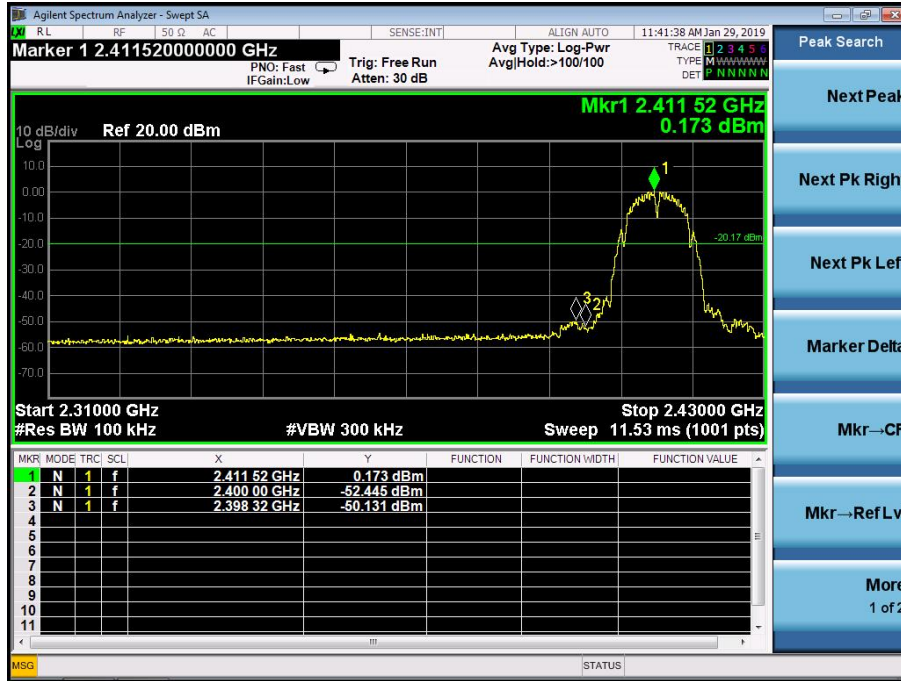 Agilent Spectrum Analyzer - Swept SA
LXI RL RF 50 Ω AC SENSE:INT ALIGN AUTO 11:41:38 AM Jan 29, 2019
Marker 1 2.411520000000 GHz Avg Type: Log-Pwr TRACE 1 2 3 4 5 6
PNO: Fast Trig: Free Run Avg|Hold:>100/100 TYPE M WWWWW
IFGain:Low Atten: 30 dB DET P N N N N N
Peak Search
Mkr1 2.411 52 GHz
10 dB/div Ref 20.00 dBm 0.173 dBm
Log
10.0
0.00
-10.0
-20.0
-30.0
-40.0
-50.0
-60.0
-70.0
1
-20.17 dBm
3
2
Start 2.31000 GHz Stop 2.43000 GHz
#Res BW 100 kHz #VBW 300 kHz Sweep 11.53 ms (1001 pts)
MKR MODE TRC SCL X Y FUNCTION FUNCTION WIDTH FUNCTION VALUE
1 N 1 f 2.411 52 GHz 0.173 dBm
2 N 1 f 2.400 00 GHz -52.445 dBm
3 N 1 f 2.398 32 GHz -50.131 dBm
4
5
6
7
8
9
10
11
MSG STATUS
Next Peak
Next Pk Righ
Next Pk Lef
Marker Delta
Mkr→CF
Mkr→Ref Lv
More
1 of 2